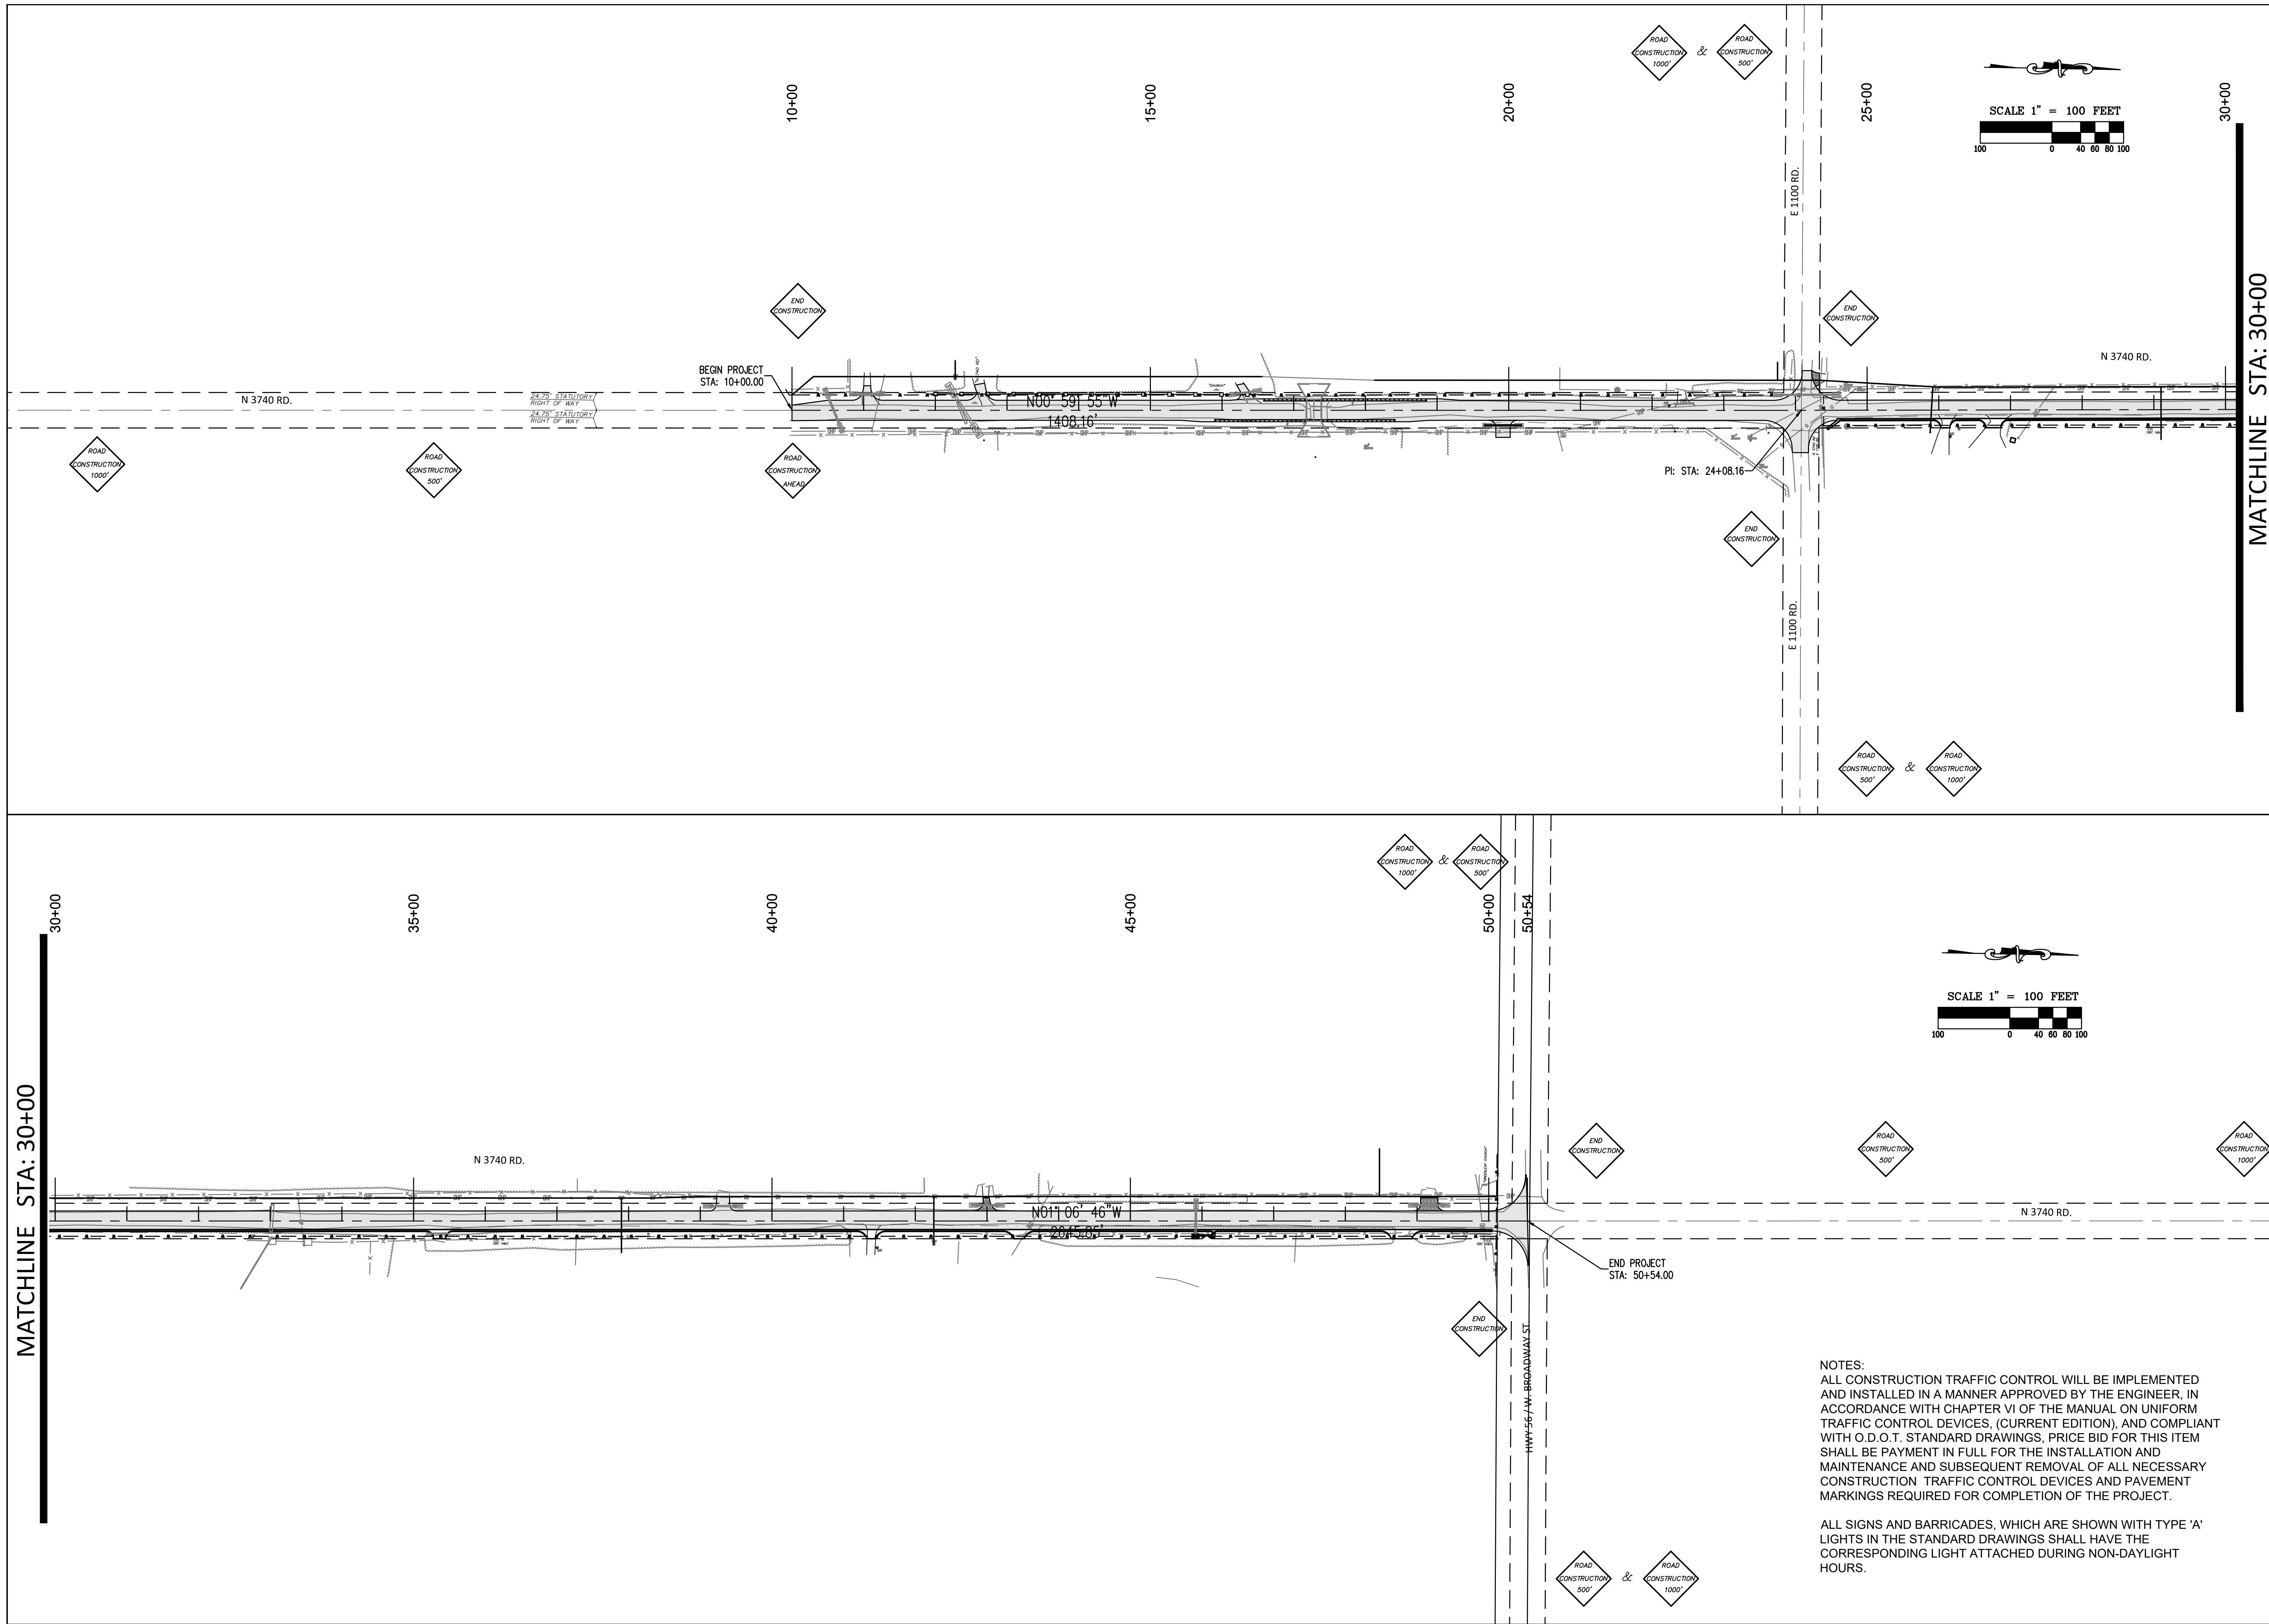 ROAD
CONSTRUCTION
1000'
&
ROAD
CONSTRUCTION
500'
10+00
15+00
20+00
25+00
30+00
SCALE 1" = 100 FEET
100 0 40 60 80 100
E 1100 RD.
END
CONSTRUCTION
END
CONSTRUCTION
BEGIN PROJECT
STA: 10+00.00
N 3740 RD.
24.75' STATUTORY
RIGHT OF WAY
24.75' STATUTORY
RIGHT OF WAY
"CHURCH"
N00° 59' 55"W
1408.16'
N 3740 RD.
MATCHLINE STA: 30+00
ROAD
CONSTRUCTION
1000'
ROAD
CONSTRUCTION
500'
ROAD
CONSTRUCTION
AHEAD
PI: STA: 24+08.16
END
CONSTRUCTION
E 1100 RD.
ROAD
CONSTRUCTION
500'
&
ROAD
CONSTRUCTION
1000'
ROAD
CONSTRUCTION
1000'
&
ROAD
CONSTRUCTION
500'
30+00
35+00
40+00
45+00
50+00
50+54
SCALE 1" = 100 FEET
100 0 40 60 80 100
MATCHLINE STA: 30+00
N 3740 RD.
N01° 06' 46"W
2645.85'
END
CONSTRUCTION
ROAD
CONSTRUCTION
500'
ROAD
CONSTRUCTION
1000'
N 3740 RD.
END PROJECT
STA: 50+54.00
END
CONSTRUCTION
HWY 56 / W. BROADWAY ST
ROAD
CONSTRUCTION
500'
&
ROAD
CONSTRUCTION
1000'
NOTES:
ALL CONSTRUCTION TRAFFIC CONTROL WILL BE IMPLEMENTED
AND INSTALLED IN A MANNER APPROVED BY THE ENGINEER, IN
ACCORDANCE WITH CHAPTER VI OF THE MANUAL ON UNIFORM
TRAFFIC CONTROL DEVICES, (CURRENT EDITION), AND COMPLIANT
WITH O.D.O.T. STANDARD DRAWINGS, PRICE BID FOR THIS ITEM
SHALL BE PAYMENT IN FULL FOR THE INSTALLATION AND
MAINTENANCE AND SUBSEQUENT REMOVAL OF ALL NECESSARY
CONSTRUCTION TRAFFIC CONTROL DEVICES AND PAVEMENT
MARKINGS REQUIRED FOR COMPLETION OF THE PROJECT.
ALL SIGNS AND BARRICADES, WHICH ARE SHOWN WITH TYPE 'A'
LIGHTS IN THE STANDARD DRAWINGS SHALL HAVE THE
CORRESPONDING LIGHT ATTACHED DURING NON-DAYLIGHT
HOURS.